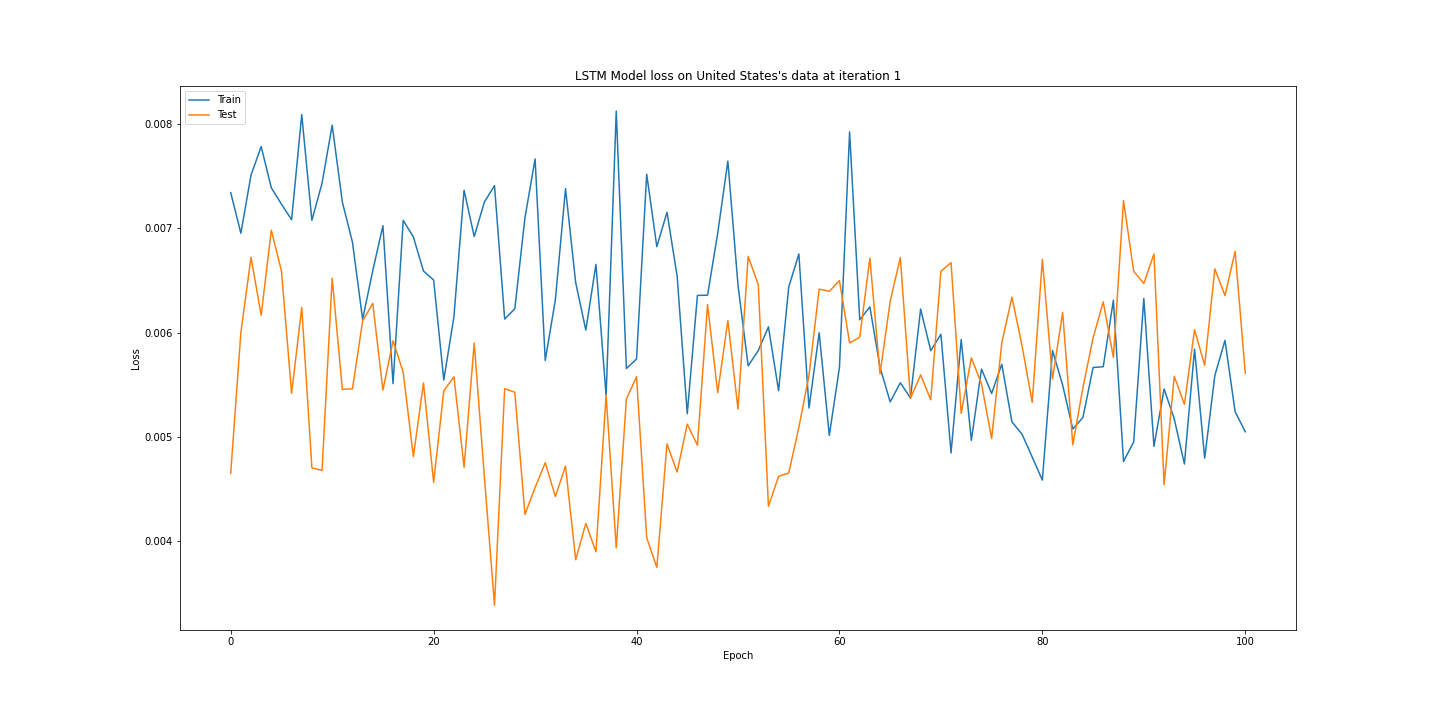 LSTM Model loss on United States's data at iteration 1
Train
Test
0.008
0.007
0.006
0.005
0.004
Loss
0 20 40 60 80 100
Epoch